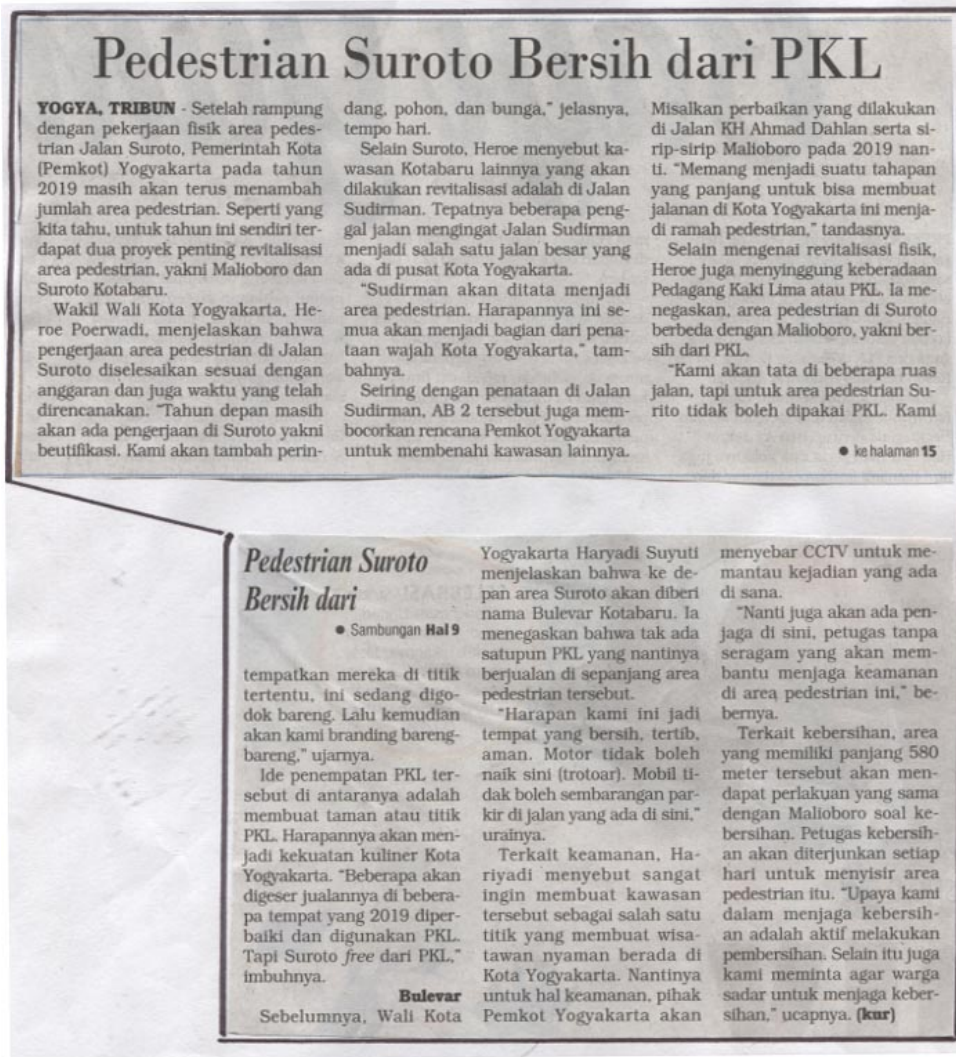 Pedestrian Suroto Bersih dari PKL
YOGYA, TRIBUN - Setelah rampung
dengan pekerjaan fisik area pedes-
trian Jalan Suroto, Pemerintah Kota
(Pemkot) Yogyakarta pada tahun
2019 masih akan terus menambah
jumlah area pedestrian. Seperti yang
kita tahu, untuk tahun ini sendiri ter-
dapat dua proyek penting revitalisasi
area pedestrian, yakni Malioboro dan
Suroto Kotabaru.
Wakil Wali Kota Yogyakarta, He-
roe Poerwadi, menjelaskan bahwa
pengerjaan area pedestrian di Jalan
Suroto diselesaikan sesuai dengan
anggaran dan juga waktu yang telah
direncanakan. "Tahun depan masih
akan ada pengerjaan di Suroto yakni
beutifikasi. Kami akan tambah perin-
dang, pohon, dan bunga," jelasnya,
tempo hari.
Selain Suroto, Heroe menyebut ka-
wasan Kotabaru lainnya yang akan
dilakukan revitalisasi adalah di Jalan
Sudirman. Tepatnya beberapa peng-
gal jalan mengingat Jalan Sudirman
menjadi salah satu jalan besar yang
ada di pusat Kota Yogyakarta.
"Sudirman akan ditata menjadi
area pedestrian. Harapannya ini se-
mua akan menjadi bagian dari pena-
taan wajah Kota Yogyakarta," tam-
bahnya.
Seiring dengan penataan di Jalan
Sudirman, AB 2 tersebut juga mem-
bocorkan rencana Pemkot Yogyakarta
untuk membenahi kawasan lainnya.
Misalkan perbaikan yang dilakukan
di Jalan KH Ahmad Dahlan serta si-
rip-sirip Malioboro pada 2019 nan-
ti. "Memang menjadi suatu tahapan
yang panjang untuk bisa membuat
jalanan di Kota Yogyakarta ini menja-
di ramah pedestrian," tandasnya.
Selain mengenai revitalisasi fisik,
Heroe juga menyinggung keberadaan
Pedagang Kaki Lima atau PKL. Ia me-
negaskan, area pedestrian di Suroto
berbeda dengan Malioboro, yakni ber-
sih dari PKL.
"Kami akan tata di beberapa ruas
jalan, tapi untuk area pedestrian Su-
rito tidak boleh dipakai PKL. Kami
● ke halaman 15
Pedestrian Suroto
Bersih dari
● Sambungan Hal 9
tempatkan mereka di titik
tertentu, ini sedang digo-
dok bareng. Lalu kemudian
akan kami branding bareng-
bareng," ujarnya.
Ide penempatan PKL ter-
sebut di antaranya adalah
membuat taman atau titik
PKL. Harapannya akan men-
jadi kekuatan kuliner Kota
Yogyakarta. "Beberapa akan
digeser jualannya di bebera-
pa tempat yang 2019 diper-
baiki dan digunakan PKL.
Tapi Suroto free dari PKL,"
imbuhnya.
Bulevar
Sebelumnya, Wali Kota
Yogyakarta Haryadi Suyuti
menjelaskan bahwa ke de-
pan area Suroto akan diberi
nama Bulevar Kotabaru. Ia
menegaskan bahwa tak ada
satupun PKL yang nantinya
berjualan di sepanjang area
pedestrian tersebut.
"Harapan kami ini jadi
tempat yang bersih, tertib,
aman. Motor tidak boleh
naik sini (trotoar). Mobil ti-
dak boleh sembarangan par-
kir di jalan yang ada di sini,"
urainya.
Terkait keamanan, Ha-
riyadi menyebut sangat
ingin membuat kawasan
tersebut sebagai salah satu
titik yang membuat wisa-
tawan nyaman berada di
Kota Yogyakarta. Nantinya
untuk hal keamanan, pihak
Pemkot Yogyakarta akan
menyebar CCTV untuk me-
mantau kejadian yang ada
di sana.
"Nanti juga akan ada pen-
jaga di sini, petugas tanpa
seragam yang akan mem-
bantu menjaga keamanan
di area pedestrian ini," be-
bernya.
Terkait kebersihan, area
yang memiliki panjang 580
meter tersebut akan men-
dapat perlakuan yang sama
dengan Malioboro soal ke-
bersihan. Petugas kebersih-
an akan diterjunkan setiap
hari untuk menyisir area
pedestrian itu. "Upaya kami
dalam menjaga kebersih-
an adalah aktif melakukan
pembersihan. Selain itu juga
kami meminta agar warga
sadar untuk menjaga keber-
sihan," ucapnya. (kur)